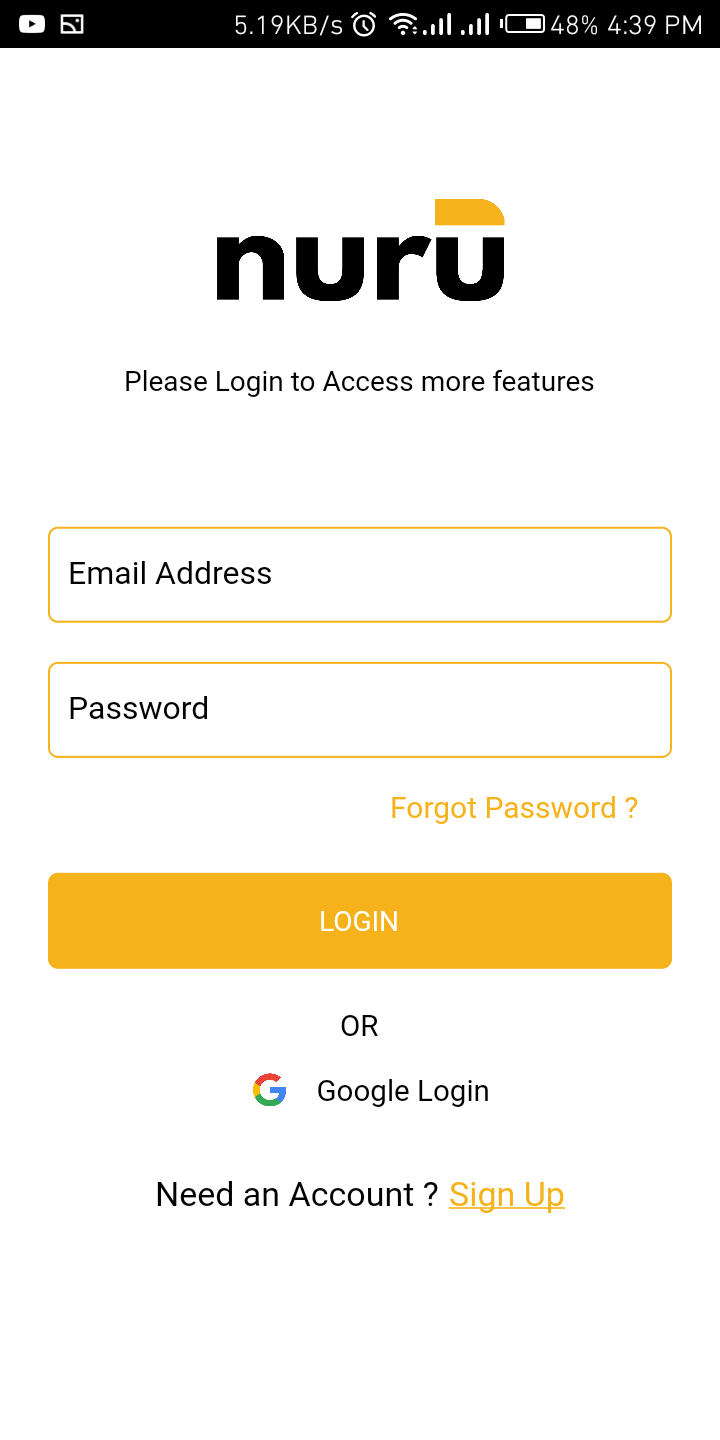 5.19KB/s 48% 4:39 PM
nuru
Please Login to Access more features
Email Address
Password
Forgot Password ?
LOGIN
OR
Google Login
Need an Account ? Sign Up